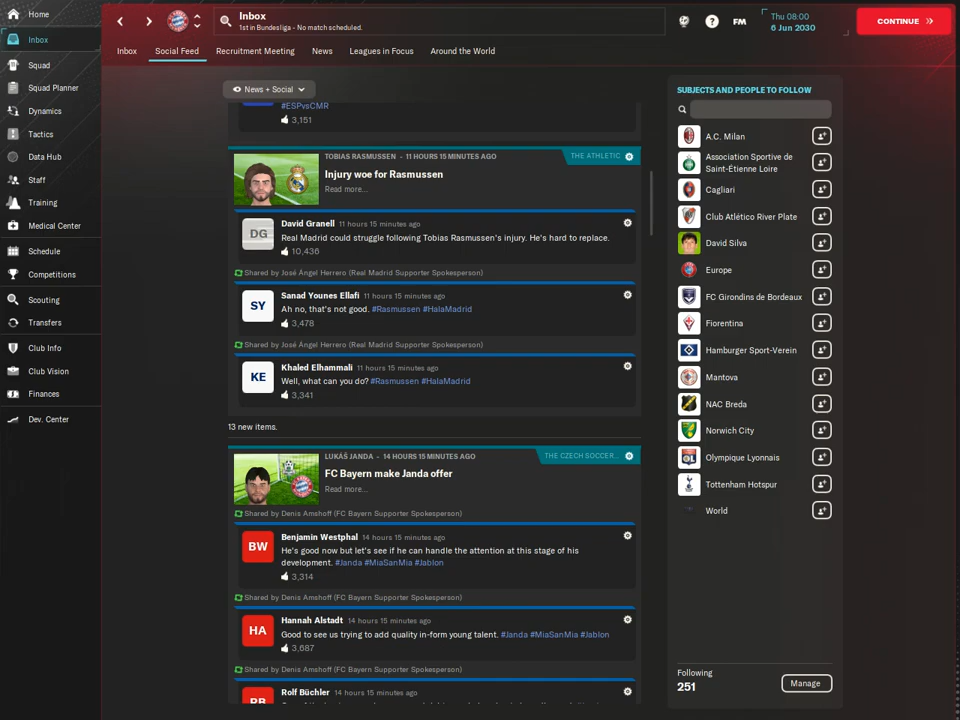 Home
Inbox
Squad
Squad Planner
Dynamics
Tactics
Data Hub
Staff
Training
Medical Center
Schedule
Competitions
Scouting
Transfers
Club Info
Club Vision
Finances
Dev. Center
Inbox
1st in Bundesliga - No match scheduled.
?
FM
Thu 08:00
6 Jun 2030
CONTINUE
Inbox
Social Feed
Recruitment Meeting
News
Leagues in Focus
Around the World
News + Social
#ESPvsCMR
3,151
TOBIAS RASMUSSEN - 11 HOURS 15 MINUTES AGO
THE ATHLETIC
Injury woe for Rasmussen
Read more...
DG
David Granell 11 hours 15 minutes ago
Real Madrid could struggle following Tobias Rasmussen's injury. He's hard to replace.
10,436
Shared by José Ángel Herrero (Real Madrid Supporter Spokesperson)
SY
Sanad Younes Ellafi 11 hours 15 minutes ago
Ah no, that's not good. #Rasmussen #HalaMadrid
3,478
Shared by José Ángel Herrero (Real Madrid Supporter Spokesperson)
KE
Khaled Elhammali 11 hours 15 minutes ago
Well, what can you do? #Rasmussen #HalaMadrid
3,341
13 new items.
LUKÁŠ JANDA - 14 HOURS 15 MINUTES AGO
THE CZECH SOCCER...
FC Bayern make Janda offer
Read more...
Shared by Denis Amshoff (FC Bayern Supporter Spokesperson)
BW
Benjamin Westphal 14 hours 15 minutes ago
He's good now but let's see if he can handle the attention at this stage of his
development. #Janda #MiaSanMia #Jablon
3,314
Shared by Denis Amshoff (FC Bayern Supporter Spokesperson)
HA
Hannah Alstadt 14 hours 15 minutes ago
Good to see us trying to add quality in-form young talent. #Janda #MiaSanMia #Jablon
3,687
Shared by Denis Amshoff (FC Bayern Supporter Spokesperson)
RB
Rolf Büchler 14 hours 15 minutes ago
SUBJECTS AND PEOPLE TO FOLLOW
A.C. Milan
Association Sportive de
Saint-Etienne Loire
Cagliari
Club Atlético River Plate
David Silva
Europe
FC Girondins de Bordeaux
Fiorentina
Hamburger Sport-Verein
Mantova
NAC Breda
Norwich City
Olympique Lyonnais
Tottenham Hotspur
World
Following
251
Manage